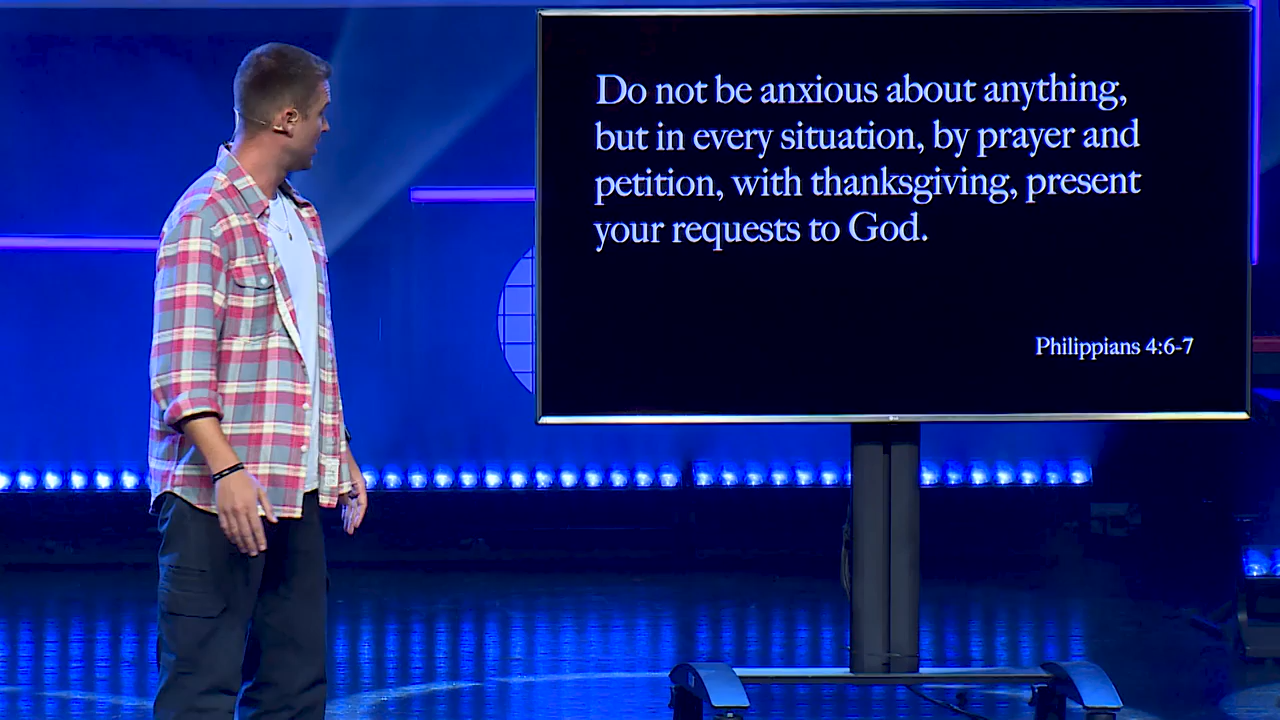 Do not be anxious about anything,
but in every situation, by prayer and
petition, with thanksgiving, present
your requests to God.
Philippians 4:6-7